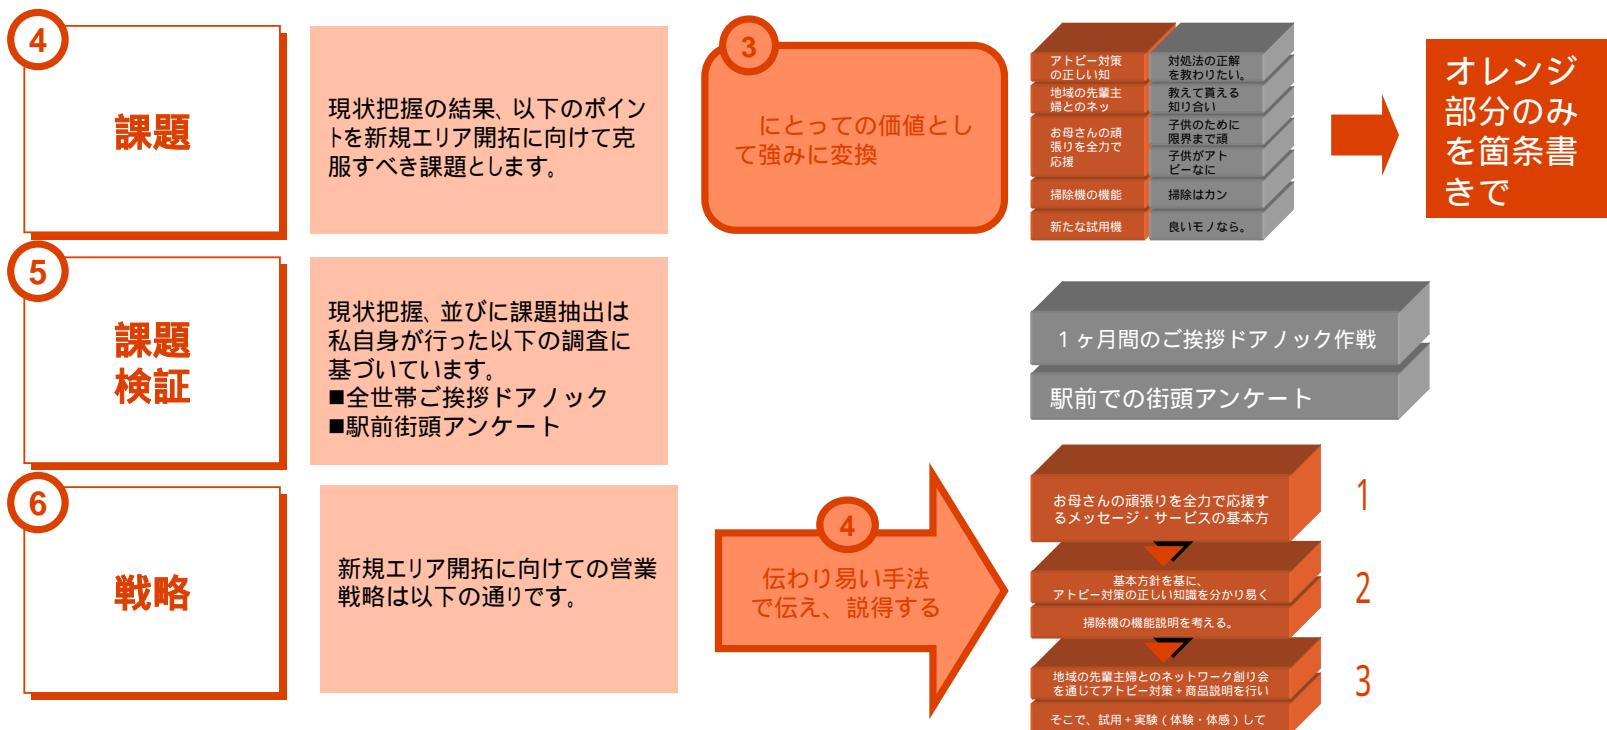 4
課題
現状把握の結果、以下のポイン
トを新規エリア開拓に向けて克
服すべき課題とします。
3
にとっての価値とし
て強みに変換
アトピー対策
の正しい知
対処法の正解
を教わりたい。
地域の先輩主
婦とのネッ
教えて貰える
知り合い
お母さんの頑
張りを全力で
応援
子供のために
限界まで頑
子供がアト
ピーなに
掃除機の機能
掃除はカン
新たな試用機
良いモノなら。
オレンジ
部分のみ
を箇条書
きで
5
課題
検証
現状把握、並びに課題抽出は
私自身が行った以下の調査に
基づいています。
■全世帯ご挨拶ドアノック
■駅前街頭アンケート
１ヶ月間のご挨拶ドアノック作戦
駅前での街頭アンケート
6
戦略
新規エリア開拓に向けての営業
戦略は以下の通りです。
4
伝わり易い手法
で伝え、説得する
お母さんの頑張りを全力で応援す
るメッセージ・サービスの基本方
1
基本方針を基に、
アトピー対策の正しい知識を分かり易く
掃除機の機能説明を考える。
2
地域の先輩主婦とのネットワーク創り会
を通じてアトピー対策＋商品説明を行い
そこで、試用＋実験（体験・体感）して
3